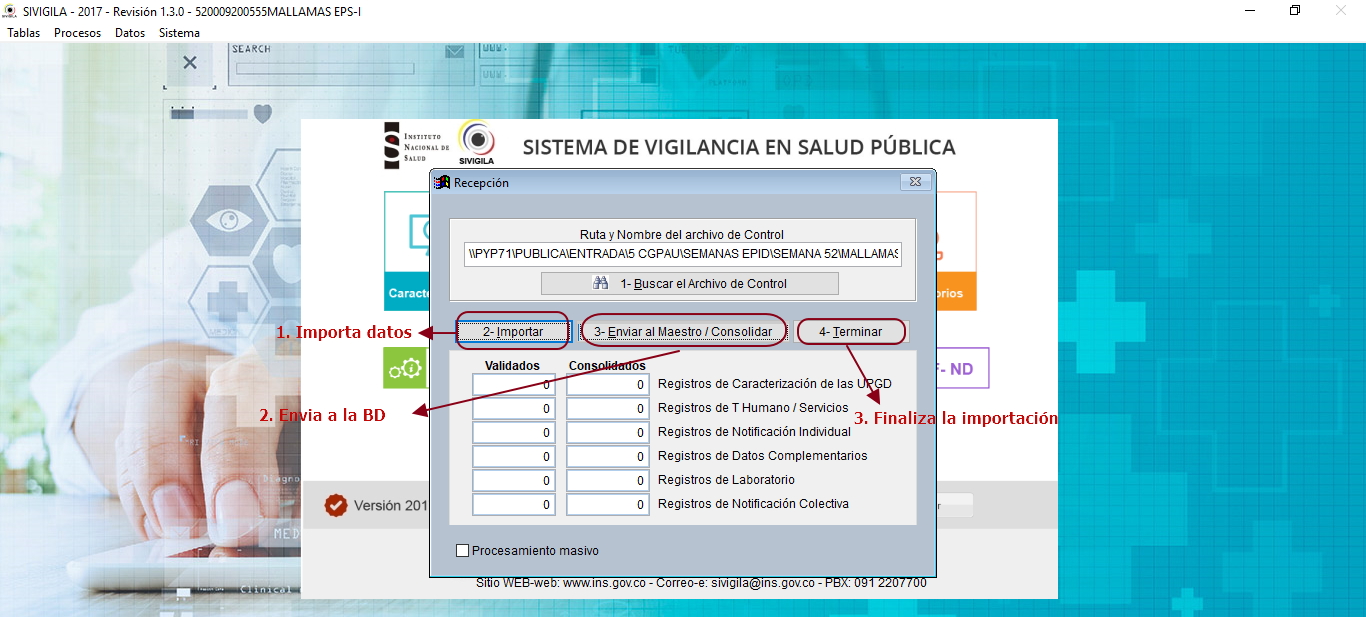 SIVIGILA - 2017 - Revisión 1.3.0 - 520009200555MALLAMAS EPS-I
Tablas Procesos Datos Sistema
SEARCH
INSTITUTO
NACIONAL DE
SALUD
SIVIGILA
SISTEMA DE VIGILANCIA EN SALUD PÚBLICA
Recepción
Ruta y Nombre del archivo de Control
\\PYP71\PUBLICA\ENTRADA\5 CGPAU\SEMANAS EPID\SEMANA 52\MALLAMAS
1- Buscar el Archivo de Control
Caract
orios
1. Importa datos
2- Importar
3- Enviar al Maestro / Consolidar
4- Terminar
Validados Consolidados
0 0 Registros de Caracterización de las UPGD
0 0 Registros de T Humano / Servicios
0 0 Registros de Notificación Individual
0 0 Registros de Datos Complementarios
0 0 Registros de Laboratorio
0 0 Registros de Notificación Colectiva
- ND
2. Envia a la BD
3. Finaliza la importación
Versión 201
r
Procesamiento masivo
Sitio WEB-web: www.ins.gov.co - Correo-e: sivigila@ins.gov.co - PBX: 091 2207700
MED
Clinical